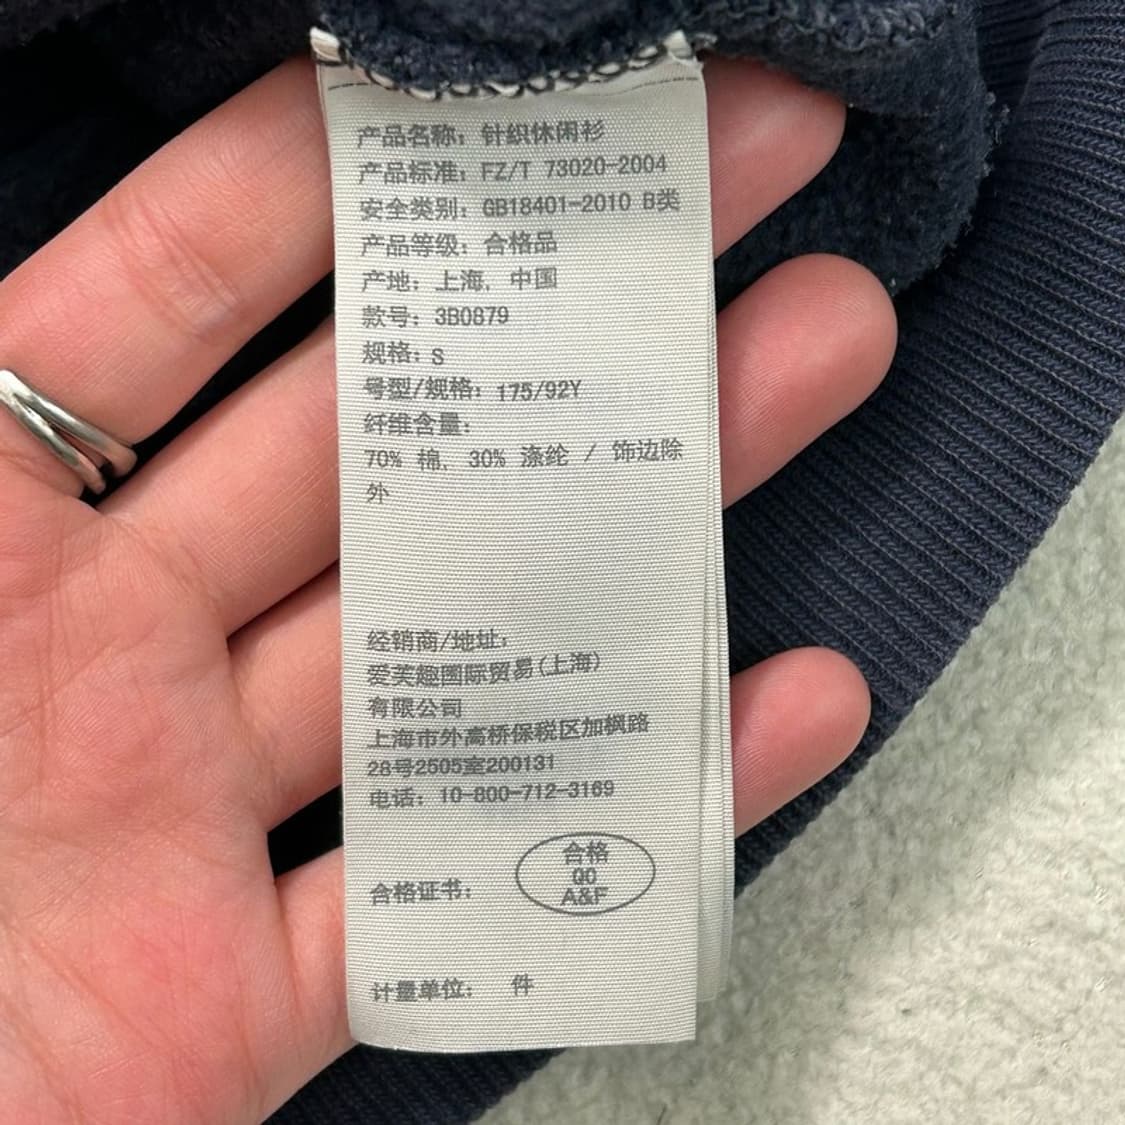 产品名称：针织休闲衫
产品标准：FZ/T 73020-2004
安全类别：GB18401-2010 B类
产品等级：合格品
产地：上海，中国
款号：3B0879
规格：S
号型/规格：175/92Y
纤维含量：
70% 棉，30% 涤纶 / 饰边除
外
经销商/地址：
爱芙趣国际贸易(上海)
有限公司
上海市外高桥保税区加枫路
28号2505室200131
电话：10-800-712-3169
合格
QC
A&F
合格证书：
计量单位： 件